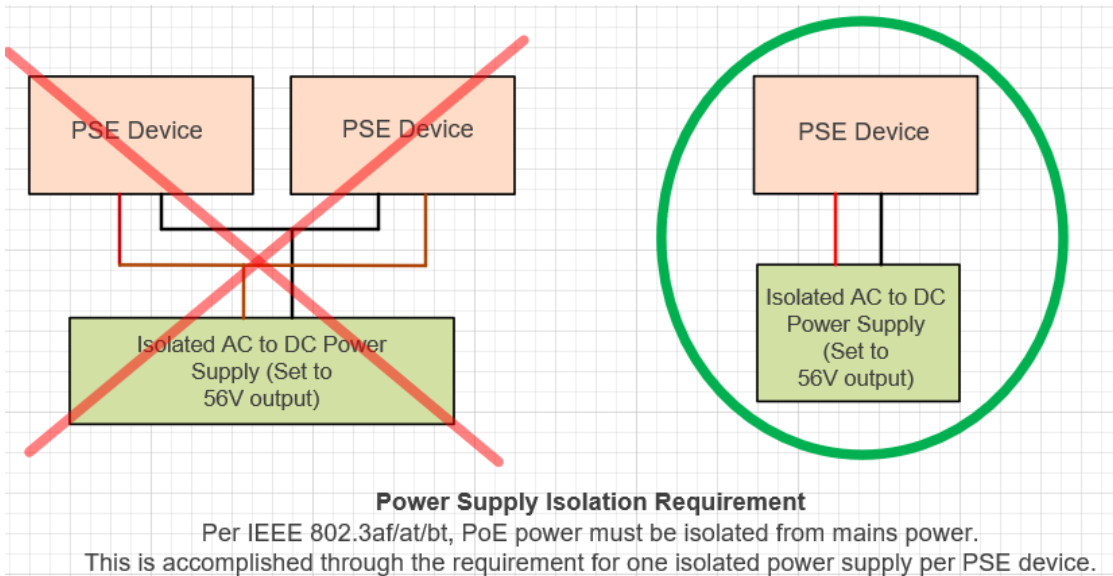 PSE Device
PSE Device
Isolated AC to DC Power
Supply (Set to
56V output)
PSE Device
Isolated AC to DC
Power Supply
(Set to
56V output)
Power Supply Isolation Requirement
Per IEEE 802.3af/at/bt, PoE power must be isolated from mains power.
This is accomplished through the requirement for one isolated power supply per PSE device.